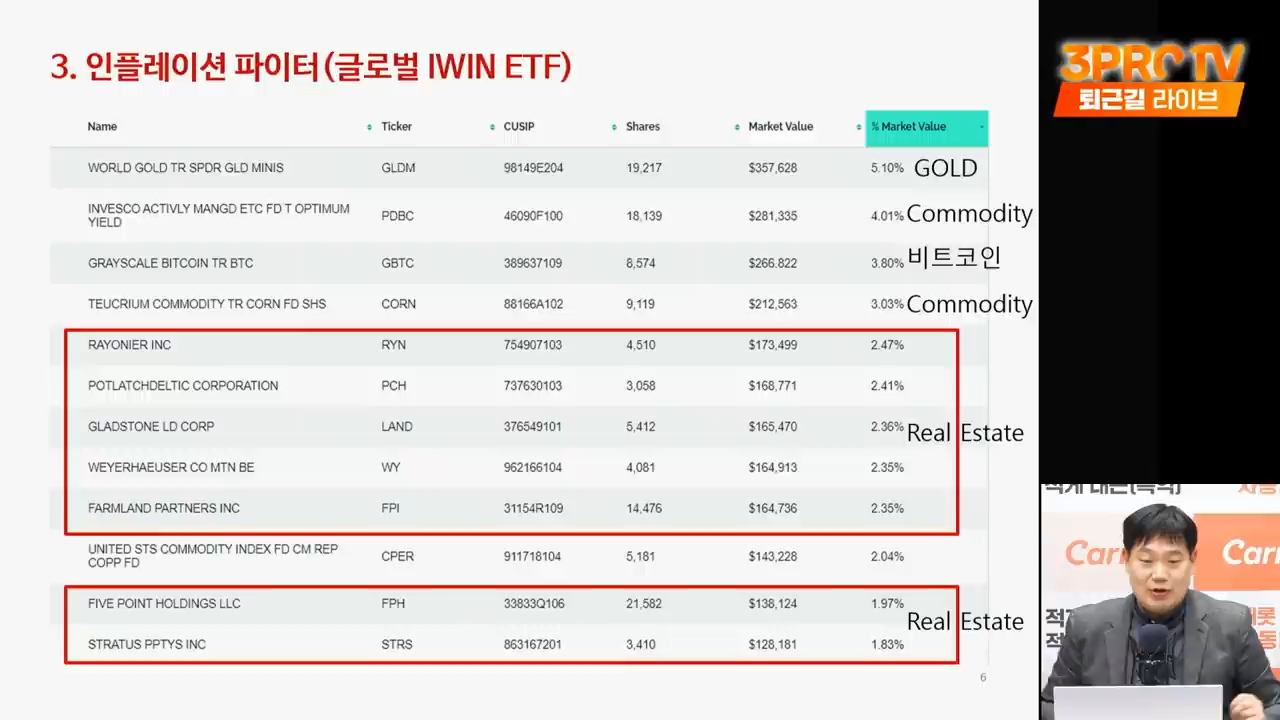 3. 인플레이션 파이터(글로벌 IWIN ETF)
3PRO TV
퇴근길 라이브
Name Ticker CUSIP Shares Market Value % Market Value
WORLD GOLD TR SPDR GLD MINIS GLDM 98149E204 19,217 $357,628 5.10% GOLD
INVESCO ACTIVLY MANGD ETC FD T OPTIMUM
YIELD PDBC 46090F100 18,139 $281,335 4.01% Commodity
GRAYSCALE BITCOIN TR BTC GBTC 389637109 8,574 $266.822 3.80% 비트코인
TEUCRIUM COMMODITY TR CORN FD SHS CORN 88166A102 9,119 $212,563 3.03% Commodity
RAYONIER INC RYN 754907103 4,510 $173,499 2.47%
POTLATCHDELTIC CORPORATION PCH 737630103 3,058 $168,771 2.41%
GLADSTONE LD CORP LAND 376549101 5,412 $165,470 2.36% Real Estate
WEYERHAEUSER CO MTN BE WY 962166104 4,081 $164,913 2.35%
FARMLAND PARTNERS INC FPI 31154R109 14,476 $164,736 2.35%
UNITED STS COMMODITY INDEX FD CM REP
COPP FD CPER 911718104 5,181 $143,228 2.04%
FIVE POINT HOLDINGS LLC FPH 33833Q106 21,582 $138,124 1.97% Real Estate
STRATUS PPTYS INC STRS 863167201 3,410 $128,181 1.83%
6